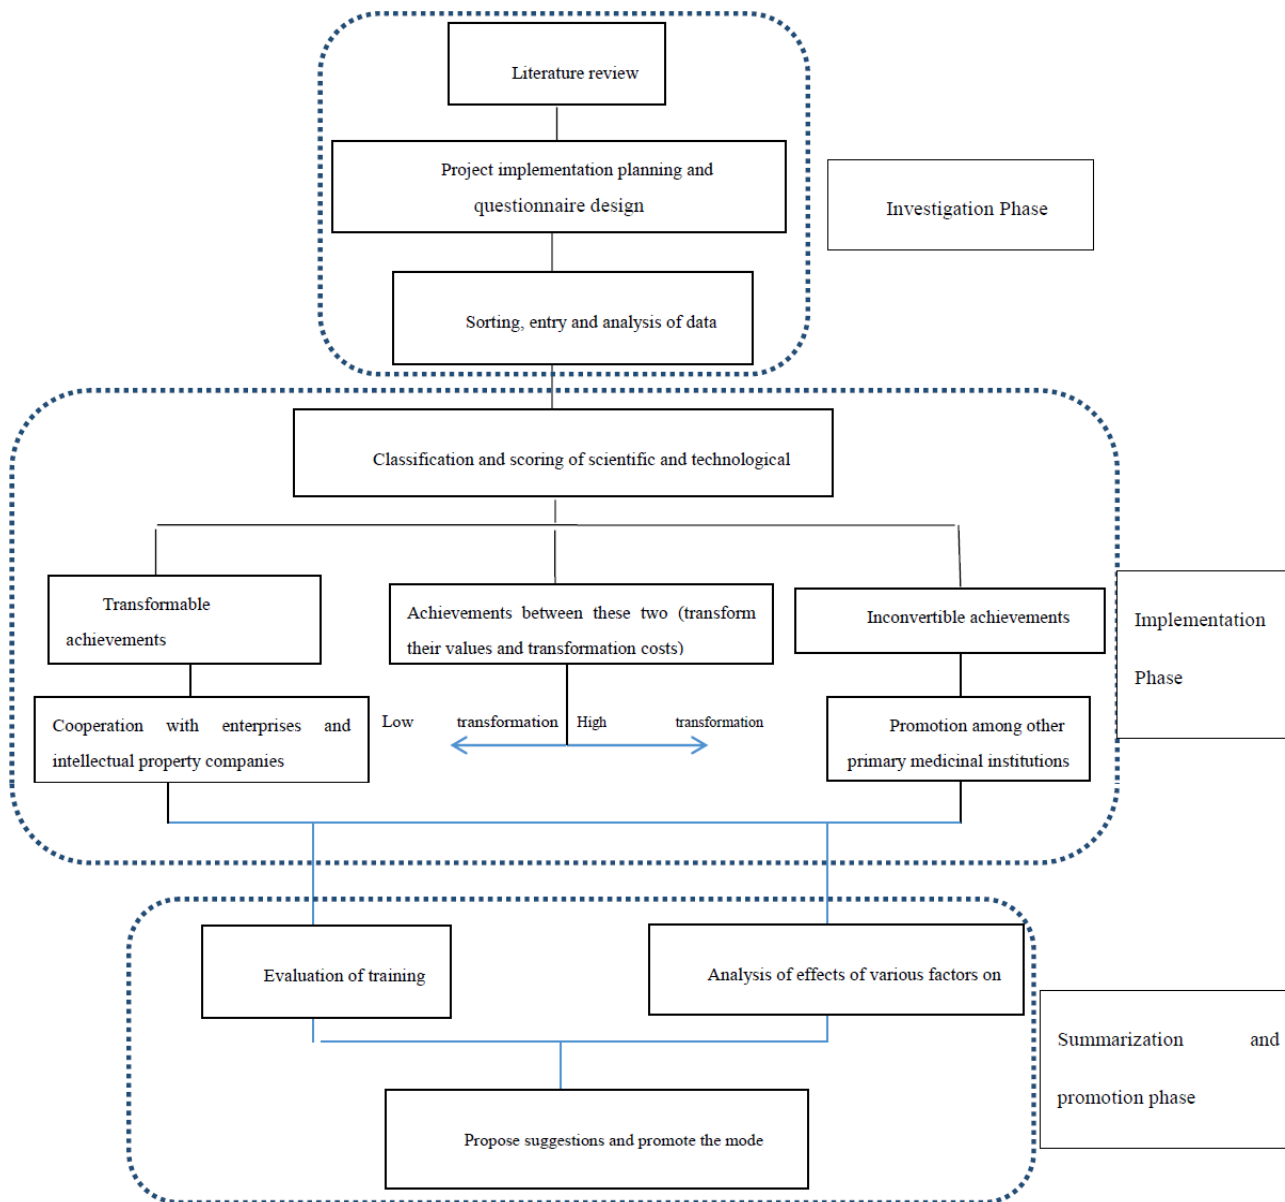 Literature review
Project implementation planning and
questionnaire design
Investigation Phase
Sorting, entry and analysis of data
Classification and scoring of scientific and technological
Transformable
achievements
Achievements between these two (transform
their values and transformation costs)
Inconvertible achievements
Implementation
Phase
Cooperation with enterprises and
intellectual property companies
Low transformation
High transformation
Promotion among other
primary medicinal institutions
Evaluation of training
Analysis of effects of various factors on
Summarization and
promotion phase
Propose suggestions and promote the mode